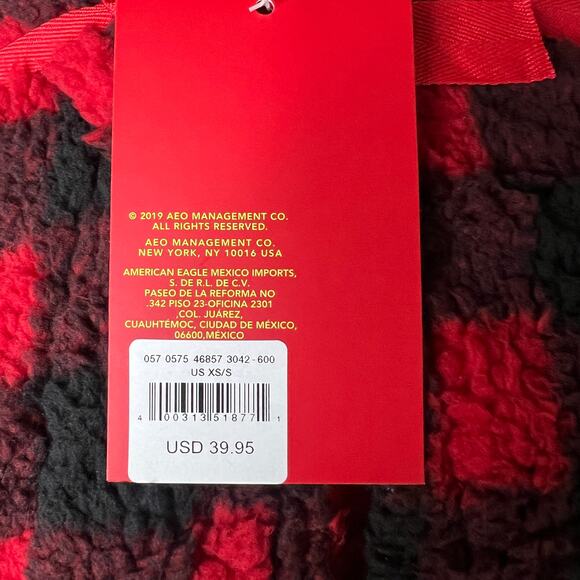 © 2019 AEO MANAGEMENT CO.
ALL RIGHTS RESERVED.
AEO MANAGEMENT CO.
NEW YORK, NY 10016 USA
AMERICAN EAGLE MEXICO IMPORTS,
S. DE R.L. DE C.V.
PASEO DE LA REFORMA NO
.342 PISO 23-OFICINA 2301
,COL. JUÁREZ,
CUAUHTÉMOC, CIUDAD DE MÉXICO,
06600,MÉXICO
057 0575 46857 3042-600
US XS/S
4 00313 51877 1
USD 39.95